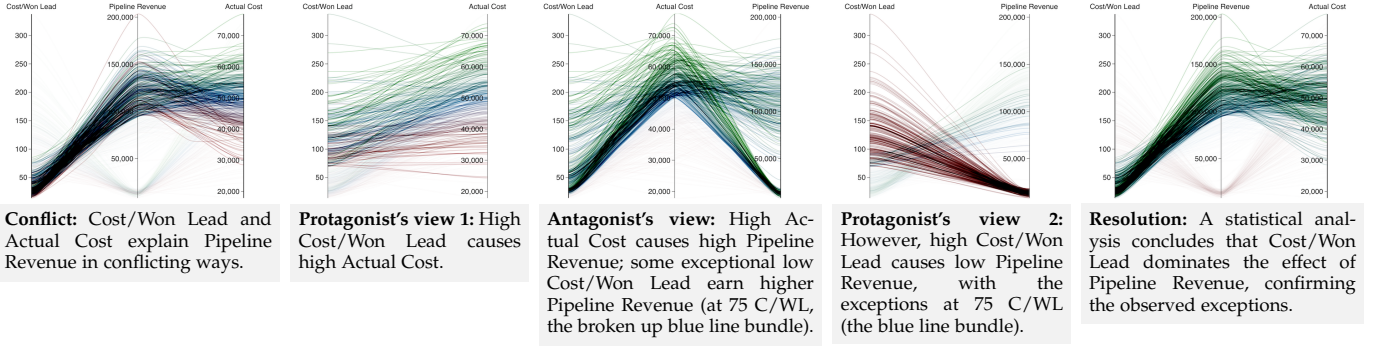 Cost/Won Lead Pipeline Revenue Actual Cost
200,000
300 70,000
250
150,000 60,000
200
50,000
150 100,000
40,000
100
50,000 30,000
50
20,000
Conflict: Cost/Won Lead and
Actual Cost explain Pipeline
Revenue in conflicting ways.
Cost/Won Lead Actual Cost
300 70,000
250
60,000
200
50,000
150
40,000
100
30,000
50
20,000
Protagonist's view 1: High
Cost/Won Lead causes
high Actual Cost.
Cost/Won Lead Actual Cost Pipeline Revenue
200,000
300 70,000
250
60,000 150,000
200
50,000
150 100,000
40,000
100
30,000 50,000
50
20,000
Antagonist's view: High Ac-
tual Cost causes high Pipeline
Revenue; some exceptional low
Cost/Won Lead earn higher
Pipeline Revenue (at 75 C/WL,
the broken up blue line bundle).
Cost/Won Lead Pipeline Revenue
200,000
300
250
150,000
200
150 100,000
100
50,000
50
Protagonist's view 2:
However, high Cost/Won
Lead causes low Pipeline
Revenue, with the
exceptions at 75 C/WL
(the blue line bundle).
Cost/Won Lead Pipeline Revenue Actual Cost
200,000
300 70,000
250
150,000 60,000
200
50,000
150 100,000
40,000
100
50,000 30,000
50
20,000
Resolution: A statistical anal-
ysis concludes that Cost/Won
Lead dominates the effect of
Pipeline Revenue, confirming
the observed exceptions.